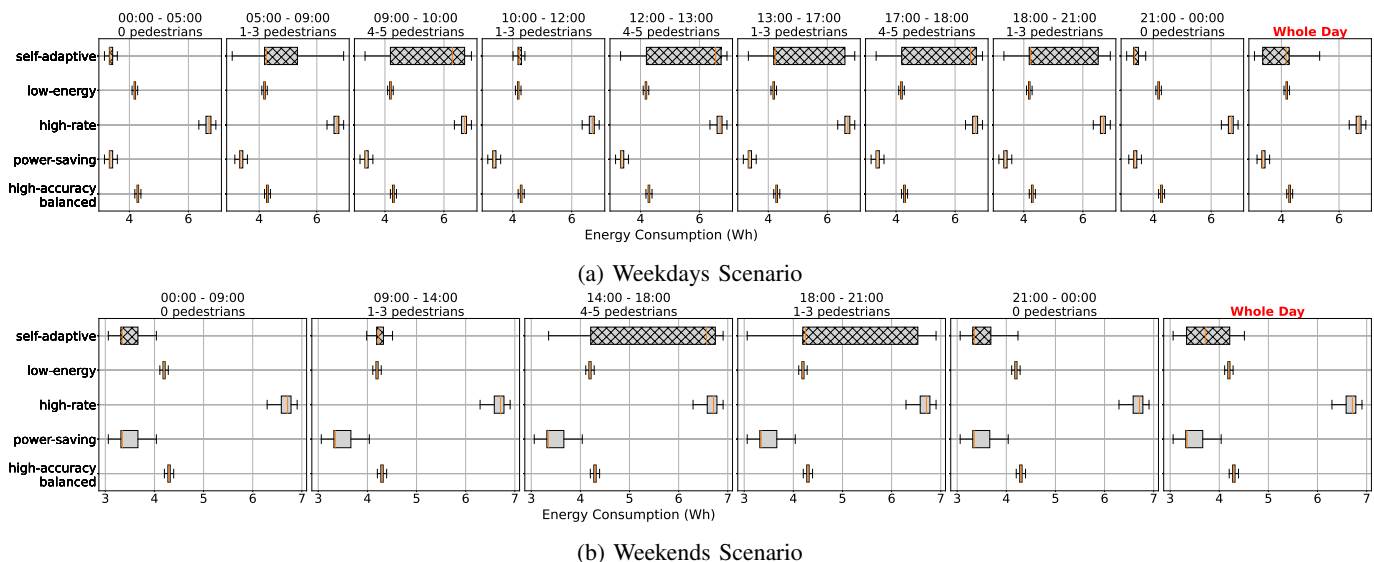 00:00 - 05:00 05:00 - 09:00 09:00 - 10:00 10:00 - 12:00 12:00 - 13:00 13:00 - 17:00 17:00 - 18:00 18:00 - 21:00 21:00 - 00:00
0 pedestrians 1-3 pedestrians 4-5 pedestrians 1-3 pedestrians 4-5 pedestrians 1-3 pedestrians 4-5 pedestrians 1-3 pedestrians 0 pedestrians Whole Day
self-adaptive
low-energy
high-rate
power-saving
high-accuracy
balanced
4 6 4 6 4 6 4 6 4 6 4 6 4 6 4 6 4 6 4 6
Energy Consumption (Wh)
(a) Weekdays Scenario
00:00 - 09:00 09:00 - 14:00 14:00 - 18:00 18:00 - 21:00 21:00 - 00:00
0 pedestrians 1-3 pedestrians 4-5 pedestrians 1-3 pedestrians 0 pedestrians Whole Day
self-adaptive
low-energy
high-rate
power-saving
high-accuracy
balanced
3 4 5 6 7 3 4 5 6 7 3 4 5 6 7 3 4 5 6 7 3 4 5 6 7 3 4 5 6 7
Energy Consumption (Wh)
(b) Weekends Scenario